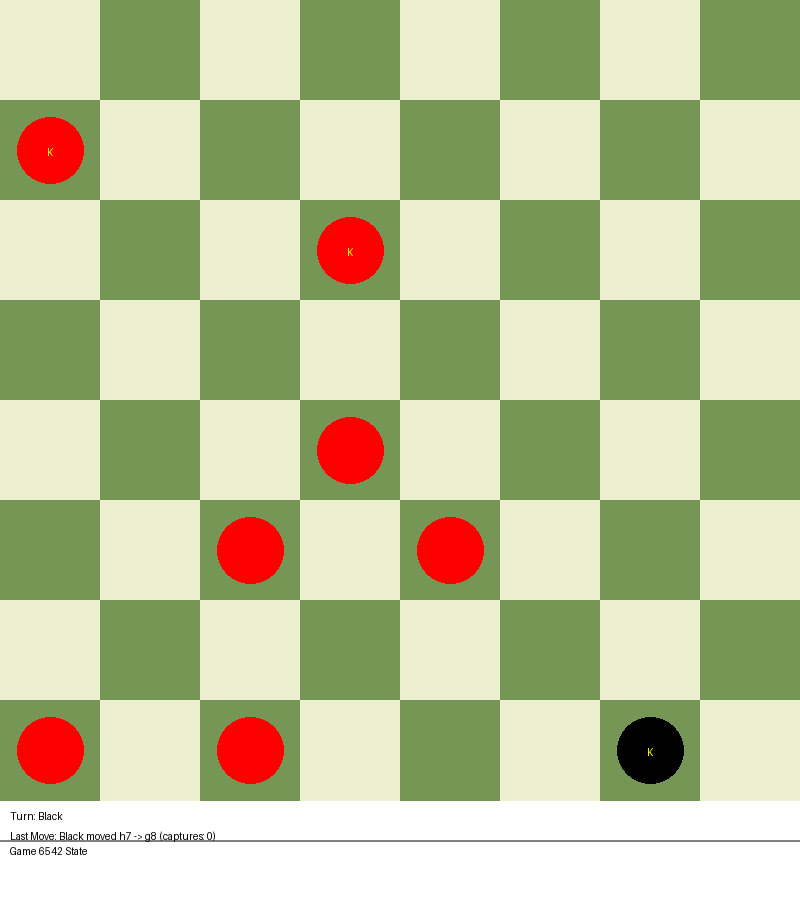 K
K
K
Turn: Black
Last Move: Black moved h7 -> g8 (captures: 0)
Game 6542 State